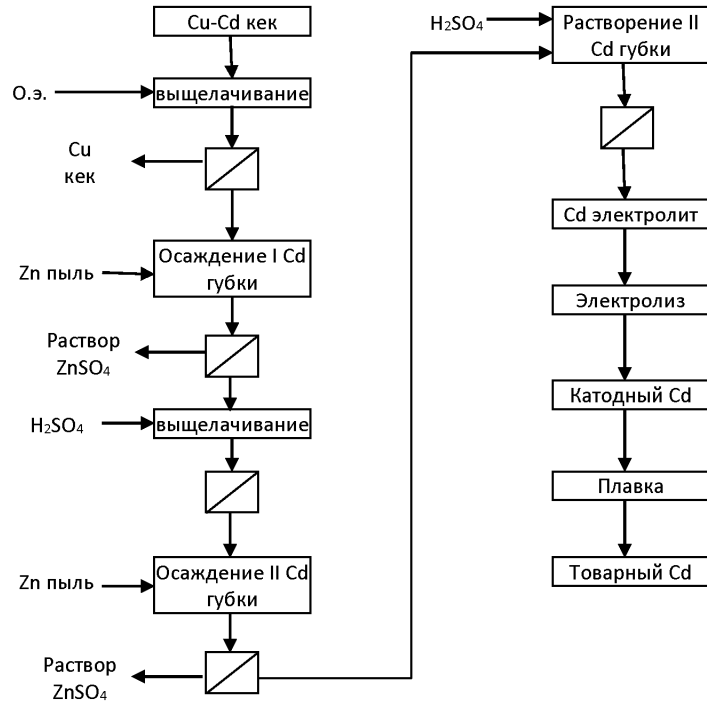 Cu-Cd кек
О.э.
выщелачивание
Cu
кек
Осаждение I Cd
губки
Zn пыль
Раствор
ZnSO₄
H₂SO₄
выщелачивание
Осаждение II Cd
губки
Zn пыль
Раствор
ZnSO₄
H₂SO₄
Растворение II
Cd губки
Cd электролит
Электролиз
Катодный Cd
Плавка
Товарный Cd